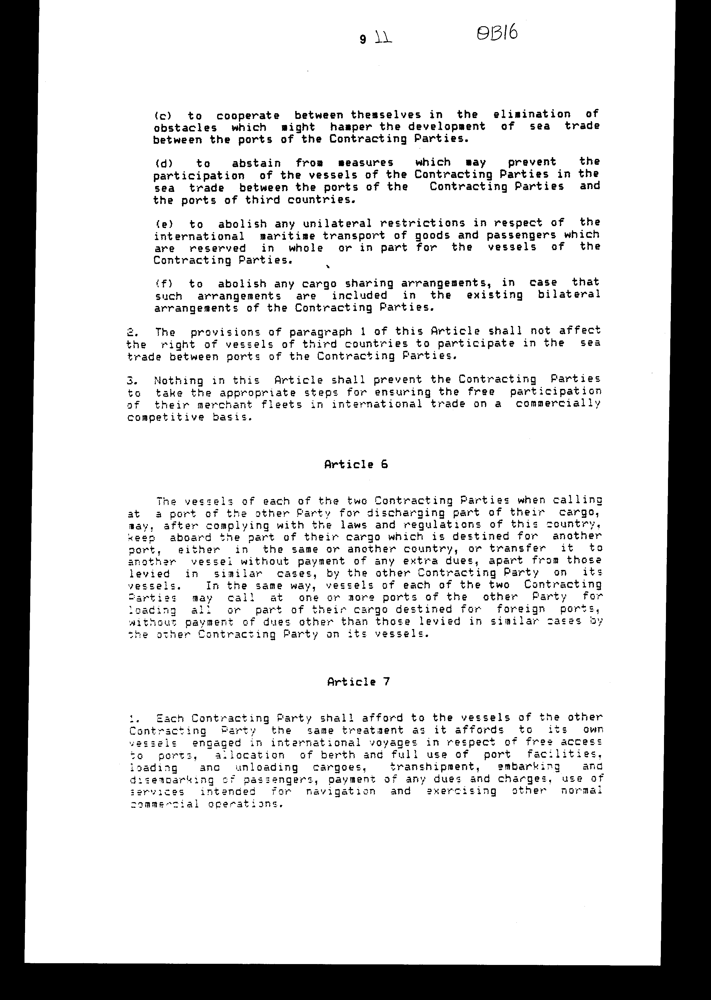 9 11 OB16
(c) to cooperate between themselves in the elimination of
obstacles which might hamper the development of sea trade
between the ports of the Contracting Parties.
(d) to abstain from measures which may prevent the
participation of the vessels of the Contracting Parties in the
sea trade between the ports of the Contracting Parties and
the ports of third countries.
(e) to abolish any unilateral restrictions in respect of the
international maritime transport of goods and passengers which
are reserved in whole or in part for the vessels of the
Contracting Parties.
(f) to abolish any cargo sharing arrangements, in case that
such arrangements are included in the existing bilateral
arrangements of the Contracting Parties.
2. The provisions of paragraph 1 of this Article shall not affect
the right of vessels of third countries to participate in the sea
trade between ports of the Contracting Parties.
3. Nothing in this Article shall prevent the Contracting Parties
to take the appropriate steps for ensuring the free participation
of their merchant fleets in international trade on a commercially
competitive basis.
Article 6
The vessels of each of the two Contracting Parties when calling
at a port of the other Party for discharging part of their cargo,
may, after complying with the laws and regulations of this country,
keep aboard the part of their cargo which is destined for another
port, either in the same or another country, or transfer it to
another vessel without payment of any extra dues, apart from those
levied in similar cases, by the other Contracting Party on its
vessels. In the same way, vessels of each of the two Contracting
Parties may call at one or more ports of the other Party for
loading all or part of their cargo destined for foreign ports,
without payment of dues other than those levied in similar cases by
the other Contracting Party on its vessels.
Article 7
1. Each Contracting Party shall afford to the vessels of the other
Contracting Party the same treatment as it affords to its own
vessels engaged in international voyages in respect of free access
to ports, allocation of berth and full use of port facilities,
loading and unloading cargoes, transhipment, embarking and
disembarking of passengers, payment of any dues and charges, use of
services intended for navigation and exercising other normal
commercial operations.